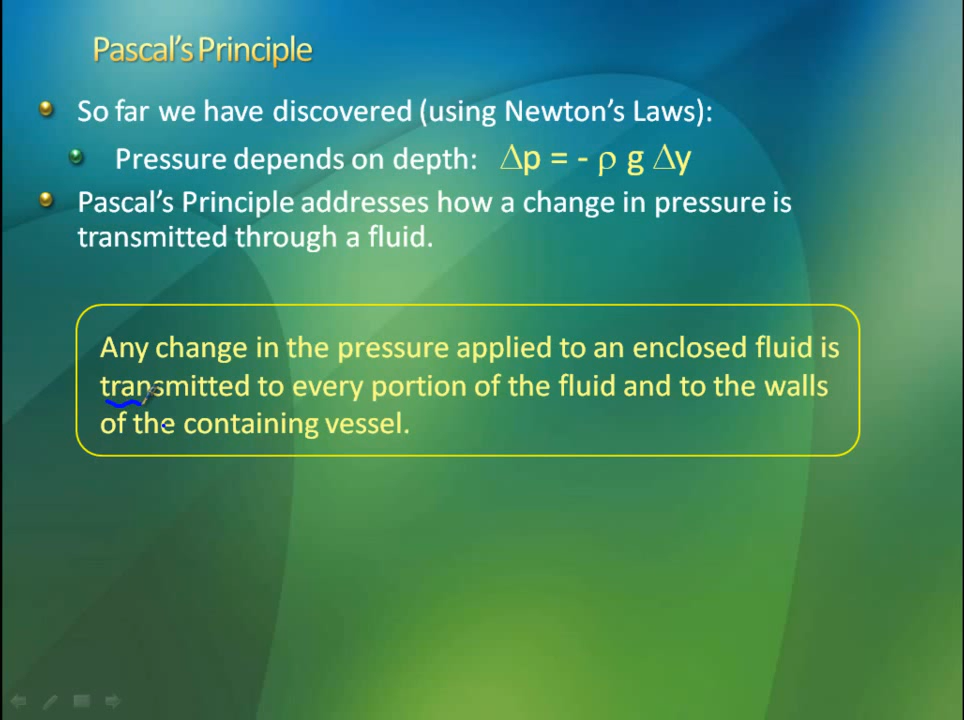 Pascal's Principle
So far we have discovered (using Newton's Laws):
Pressure depends on depth: Δp = - ρ g Δy
Pascal's Principle addresses how a change in pressure is
transmitted through a fluid.
Any change in the pressure applied to an enclosed fluid is
transmitted to every portion of the fluid and to the walls
of the containing vessel.